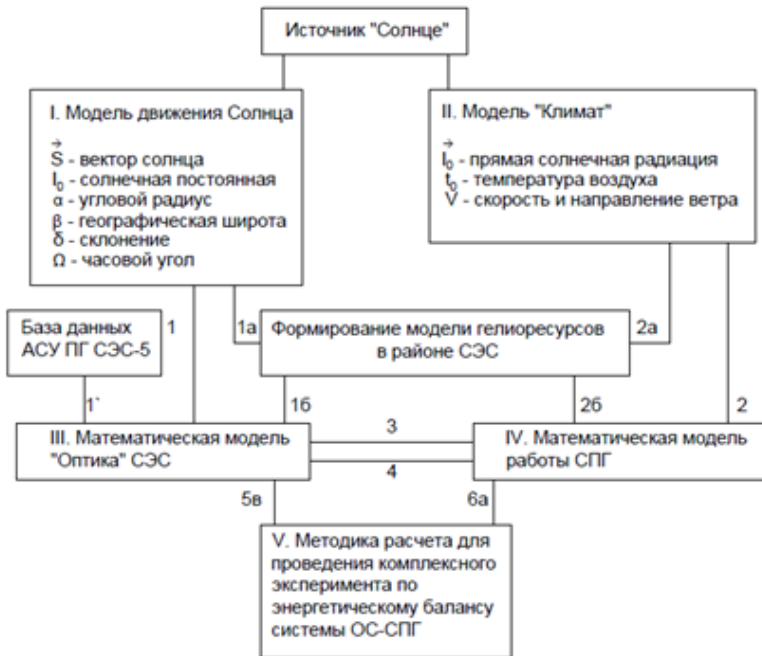 Источник "Солнце"
I. Модель движения Солнца
→
S - вектор солнца
I₀ - солнечная постоянная
α - угловой радиус
β - географическая широта
δ - склонение
Ω - часовой угол
II. Модель "Климат"
→
I₀ - прямая солнечная радиация
t₀ - температура воздуха
V - скорость и направление ветра
База данных
АСУ ПГ СЭС-5
1
1а
Формирование модели гелиоресурсов
в районе СЭС
2а
1`
1б
2б
2
III. Математическая модель
"Оптика" СЭС
3
4
IV. Математическая модель
работы СПГ
5в
6а
V. Методика расчета для
проведения комплексного
эксперимента по
энергетическому балансу
системы ОС-СПГ